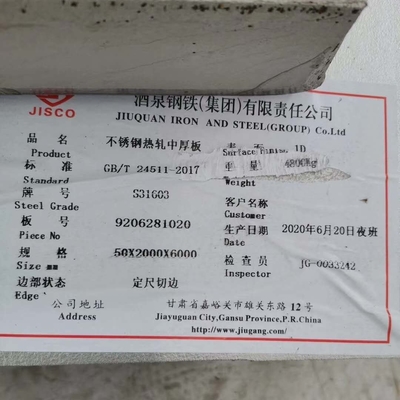 JISCO
酒泉钢铁(集团)有限责任公司
JIUQUAN IRON AND STEEL(GROUP) Co.Ltd
品名 不锈钢热轧中厚板 表面
Product Surface 1D
标准 GB/T 24511-2017 重量 4800Kg
Standard Weight
牌号 S31603 客户名称
Steel Grade Customer
板号 9206281020 生产日期 2020年6月20日夜班
Piece No Date
规格 50X2000X6000 检查员 JG-0033242
Size Inspector
边部状态 定尺切边
Edge
公司地址 甘肃省嘉峪关市雄关东路12号
Address Jiayuguan City,Gansu Province,P.R.China
http://www.jiugang.com/